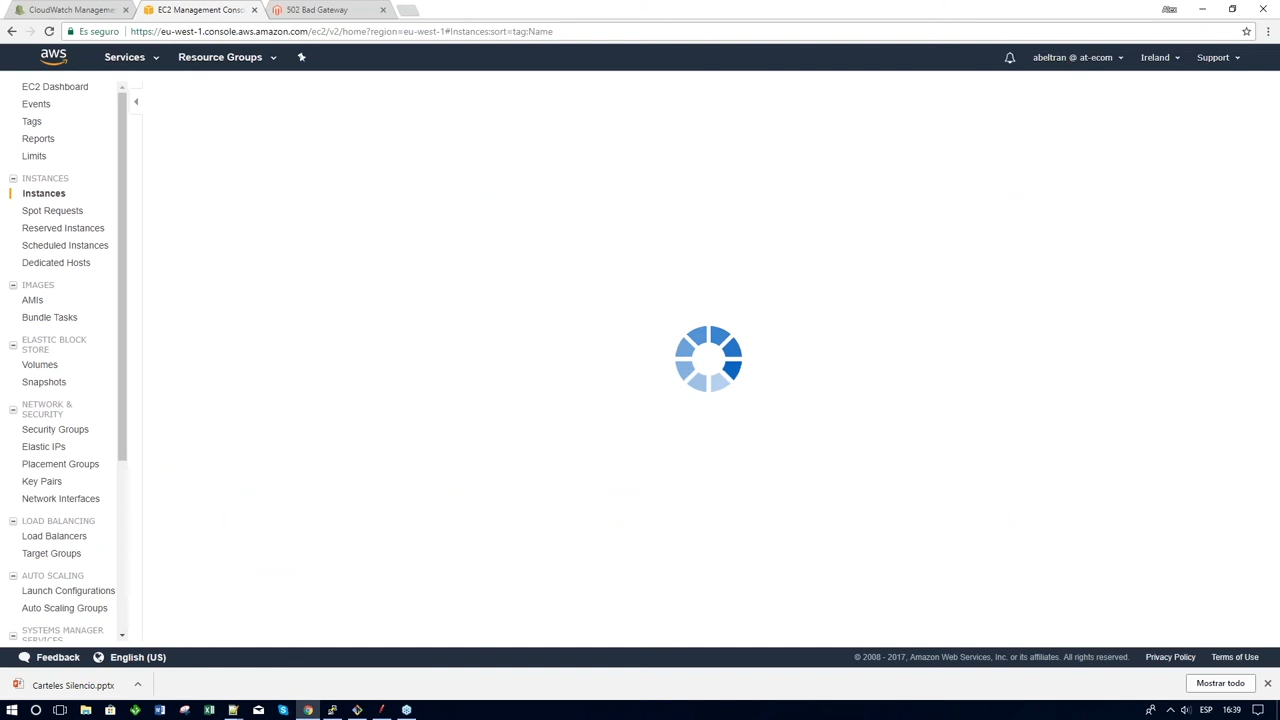 CloudWatch Manageme
EC2 Management Conso
502 Bad Gateway
Alex
Es seguro
https://eu-west-1.console.aws.amazon.com/ec2/v2/home?region=eu-west-1#Instances:sort=tag:Name
aws
Services
Resource Groups
abeltran @ at-ecom
Ireland
Support
EC2 Dashboard
Events
Tags
Reports
Limits
INSTANCES
Instances
Spot Requests
Reserved Instances
Scheduled Instances
Dedicated Hosts
IMAGES
AMIs
Bundle Tasks
ELASTIC BLOCK
STORE
Volumes
Snapshots
NETWORK &
SECURITY
Security Groups
Elastic IPs
Placement Groups
Key Pairs
Network Interfaces
LOAD BALANCING
Load Balancers
Target Groups
AUTO SCALING
Launch Configurations
Auto Scaling Groups
SYSTEMS MANAGER
SERVICES
Feedback
English (US)
© 2008 - 2017, Amazon Web Services, Inc. or its affiliates. All rights reserved.
Privacy Policy
Terms of Use
Carteles Silencio.pptx
Mostrar todo
ESP
16:39